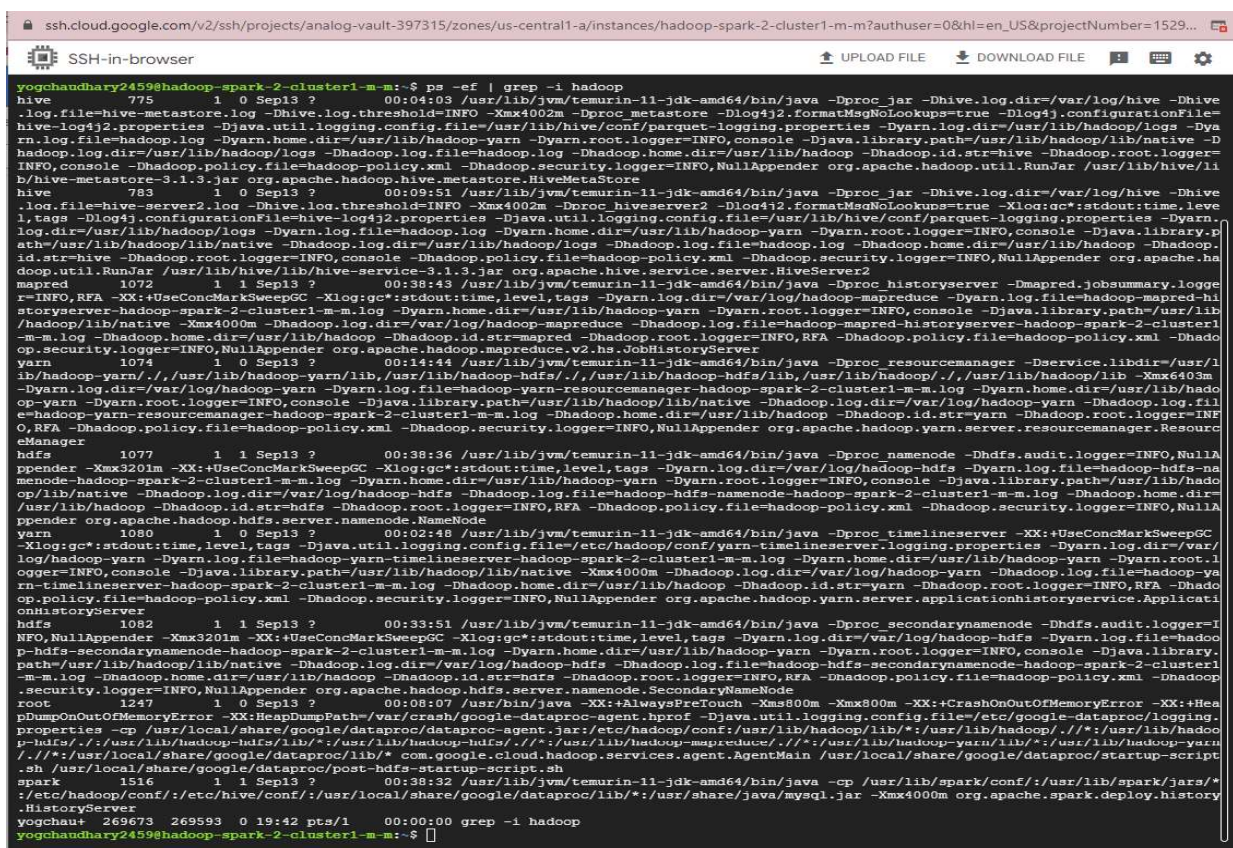 ssh.cloud.google.com/v2/ssh/projects/analog-vault-397315/zones/us-central1-a/instances/hadoop-spark-2-cluster1-m-m?authuser=0&hl=en_US&projectNumber=1529...
SSH-in-browser
UPLOAD FILE
DOWNLOAD FILE
yogchaudhary2459@hadoop-spark-2-cluster1-m-m:~$ ps -ef | grep -i hadoop
hive 775 1 0 Sep13 ? 00:04:03 /usr/lib/jvm/temurin-11-jdk-amd64/bin/java -Dproc_jar -Dhive.log.dir=/var/log/hive -Dhive
.log.file=hive-metastore.log -Dhive.log.threshold=INFO -Xmx4002m -Dproc_metastore -Dlog4j2.formatMsgNoLookups=true -Dlog4j.configurationFile=
hive-log4j2.properties -Djava.util.logging.config.file=/usr/lib/hive/conf/parquet-logging.properties -Dyarn.log.dir=/usr/lib/hadoop/logs -Dya
rn.log.file=hadoop.log -Dyarn.home.dir=/usr/lib/hadoop-yarn -Dyarn.root.logger=INFO,console -Djava.library.path=/usr/lib/hadoop/lib/native -D
hadoop.log.dir=/usr/lib/hadoop/logs -Dhadoop.log.file=hadoop.log -Dhadoop.home.dir=/usr/lib/hadoop -Dhadoop.id.str=hive -Dhadoop.root.logger=
INFO,console -Dhadoop.policy.file=hadoop-policy.xml -Dhadoop.security.logger=INFO,NullAppender org.apache.hadoop.util.RunJar /usr/lib/hive/li
b/hive-metastore-3.1.3.jar org.apache.hadoop.hive.metastore.HiveMetaStore
hive 783 1 0 Sep13 ? 00:09:51 /usr/lib/jvm/temurin-11-jdk-amd64/bin/java -Dproc_jar -Dhive.log.dir=/var/log/hive -Dhive
.log.file=hive-server2.log -Dhive.log.threshold=INFO -Xmx4002m -Dproc_hiveserver2 -Dlog4j2.formatMsgNoLookups=true -Xlog:gc*:stdout:time,leve
l,tags -Dlog4j.configurationFile=hive-log4j2.properties -Djava.util.logging.config.file=/usr/lib/hive/conf/parquet-logging.properties -Dyarn.
log.dir=/usr/lib/hadoop/logs -Dyarn.log.file=hadoop.log -Dyarn.home.dir=/usr/lib/hadoop-yarn -Dyarn.root.logger=INFO,console -Djava.library.p
ath=/usr/lib/hadoop/lib/native -Dhadoop.log.dir=/usr/lib/hadoop/logs -Dhadoop.log.file=hadoop.log -Dhadoop.home.dir=/usr/lib/hadoop -Dhadoop.
id.str=hive -Dhadoop.root.logger=INFO,console -Dhadoop.policy.file=hadoop-policy.xml -Dhadoop.security.logger=INFO,NullAppender org.apache.ha
doop.util.RunJar /usr/lib/hive/lib/hive-service-3.1.3.jar org.apache.hive.service.server.HiveServer2
mapred 1072 1 1 Sep13 ? 00:38:43 /usr/lib/jvm/temurin-11-jdk-amd64/bin/java -Dproc_historyserver -Dmapred.jobsummary.logge
r=INFO,RFA -XX:+UseConcMarkSweepGC -Xlog:gc*:stdout:time,level,tags -Dyarn.log.dir=/var/log/hadoop-mapreduce -Dyarn.log.file=hadoop-mapred-hi
storyserver-hadoop-spark-2-cluster1-m-m.log -Dyarn.home.dir=/usr/lib/hadoop-yarn -Dyarn.root.logger=INFO,console -Djava.library.path=/usr/lib
/hadoop/lib/native -Xmx4000m -Dhadoop.log.dir=/var/log/hadoop-mapreduce -Dhadoop.log.file=hadoop-mapred-historyserver-hadoop-spark-2-cluster1
-m-m.log -Dhadoop.home.dir=/usr/lib/hadoop -Dhadoop.id.str=mapred -Dhadoop.root.logger=INFO,RFA -Dhadoop.policy.file=hadoop-policy.xml -Dhado
op.security.logger=INFO,NullAppender org.apache.hadoop.mapreduce.v2.hs.JobHistoryServer
yarn 1074 1 0 Sep13 ? 00:14:44 /usr/lib/jvm/temurin-11-jdk-amd64/bin/java -Dproc_resourcemanager -Dservice.libdir=/usr/l
ib/hadoop-yarn/./,/usr/lib/hadoop-yarn/lib,/usr/lib/hadoop-hdfs/./,/usr/lib/hadoop-hdfs/lib,/usr/lib/hadoop/./,/usr/lib/hadoop/lib -Xmx6403m
-Dyarn.log.dir=/var/log/hadoop-yarn -Dyarn.log.file=hadoop-yarn-resourcemanager-hadoop-spark-2-cluster1-m-m.log -Dyarn.home.dir=/usr/lib/hado
op-yarn -Dyarn.root.logger=INFO,console -Djava.library.path=/usr/lib/hadoop/lib/native -Dhadoop.log.dir=/var/log/hadoop-yarn -Dhadoop.log.fil
e=hadoop-yarn-resourcemanager-hadoop-spark-2-cluster1-m-m.log -Dhadoop.home.dir=/usr/lib/hadoop -Dhadoop.id.str=yarn -Dhadoop.root.logger=INF
O,RFA -Dhadoop.policy.file=hadoop-policy.xml -Dhadoop.security.logger=INFO,NullAppender org.apache.hadoop.yarn.server.resourcemanager.Resourc
eManager
hdfs 1077 1 1 Sep13 ? 00:38:36 /usr/lib/jvm/temurin-11-jdk-amd64/bin/java -Dproc_namenode -Dhdfs.audit.logger=INFO,NullA
ppender -Xmx3201m -XX:+UseConcMarkSweepGC -Xlog:gc*:stdout:time,level,tags -Dyarn.log.dir=/var/log/hadoop-hdfs -Dyarn.log.file=hadoop-hdfs-na
menode-hadoop-spark-2-cluster1-m-m.log -Dyarn.home.dir=/usr/lib/hadoop-yarn -Dyarn.root.logger=INFO,console -Djava.library.path=/usr/lib/hado
op/lib/native -Dhadoop.log.dir=/var/log/hadoop-hdfs -Dhadoop.log.file=hadoop-hdfs-namenode-hadoop-spark-2-cluster1-m-m.log -Dhadoop.home.dir=
/usr/lib/hadoop -Dhadoop.id.str=hdfs -Dhadoop.root.logger=INFO,RFA -Dhadoop.policy.file=hadoop-policy.xml -Dhadoop.security.logger=INFO,NullA
ppender org.apache.hadoop.hdfs.server.namenode.NameNode
yarn 1080 1 0 Sep13 ? 00:02:48 /usr/lib/jvm/temurin-11-jdk-amd64/bin/java -Dproc_timelineserver -XX:+UseConcMarkSweepGC
-Xlog:gc*:stdout:time,level,tags -Djava.util.logging.config.file=/etc/hadoop/conf/yarn-timelineserver.logging.properties -Dyarn.log.dir=/var/
log/hadoop-yarn -Dyarn.log.file=hadoop-yarn-timelineserver-hadoop-spark-2-cluster1-m-m.log -Dyarn.home.dir=/usr/lib/hadoop-yarn -Dyarn.root.l
ogger=INFO,console -Djava.library.path=/usr/lib/hadoop/lib/native -Xmx4000m -Dhadoop.log.dir=/var/log/hadoop-yarn -Dhadoop.log.file=hadoop-ya
rn-timelineserver-hadoop-spark-2-cluster1-m-m.log -Dhadoop.home.dir=/usr/lib/hadoop -Dhadoop.id.str=yarn -Dhadoop.root.logger=INFO,RFA -Dhado
op.policy.file=hadoop-policy.xml -Dhadoop.security.logger=INFO,NullAppender org.apache.hadoop.yarn.server.applicationhistoryservice.Applicati
onHistoryServer
hdfs 1082 1 1 Sep13 ? 00:33:51 /usr/lib/jvm/temurin-11-jdk-amd64/bin/java -Dproc_secondarynamenode -Dhdfs.audit.logger=I
NFO,NullAppender -Xmx3201m -XX:+UseConcMarkSweepGC -Xlog:gc*:stdout:time,level,tags -Dyarn.log.dir=/var/log/hadoop-hdfs -Dyarn.log.file=hadoo
p-hdfs-secondarynamenode-hadoop-spark-2-cluster1-m-m.log -Dyarn.home.dir=/usr/lib/hadoop-yarn -Dyarn.root.logger=INFO,console -Djava.library.
path=/usr/lib/hadoop/lib/native -Dhadoop.log.dir=/var/log/hadoop-hdfs -Dhadoop.log.file=hadoop-hdfs-secondarynamenode-hadoop-spark-2-cluster1
-m-m.log -Dhadoop.home.dir=/usr/lib/hadoop -Dhadoop.id.str=hdfs -Dhadoop.root.logger=INFO,RFA -Dhadoop.policy.file=hadoop-policy.xml -Dhadoop
.security.logger=INFO,NullAppender org.apache.hadoop.hdfs.server.namenode.SecondaryNameNode
root 1247 1 0 Sep13 ? 00:08:07 /usr/bin/java -XX:+AlwaysPreTouch -Xms800m -Xmx800m -XX:+CrashOnOutOfMemoryError -XX:+Hea
pDumpOnOutOfMemoryError -XX:HeapDumpPath=/var/crash/google-dataproc-agent.hprof -Djava.util.logging.config.file=/etc/google-dataproc/logging.
properties -cp /usr/local/share/google/dataproc/dataproc-agent.jar:/etc/hadoop/conf:/usr/lib/hadoop/lib/*:/usr/lib/hadoop/.//*:/usr/lib/hadoo
p-hdfs/./:/usr/lib/hadoop-hdfs/lib/*:/usr/lib/hadoop-hdfs/.//*:/usr/lib/hadoop-mapreduce/.//*:/usr/lib/hadoop-yarn/lib/*:/usr/lib/hadoop-yarn
/.//*:/usr/local/share/google/dataproc/lib/* com.google.cloud.hadoop.services.agent.AgentMain /usr/local/share/google/dataproc/startup-script
.sh /usr/local/share/google/dataproc/post-hdfs-startup-script.sh
spark 1516 1 1 Sep13 ? 00:38:32 /usr/lib/jvm/temurin-11-jdk-amd64/bin/java -cp /usr/lib/spark/conf/:/usr/lib/spark/jars/*
:/etc/hadoop/conf/:/etc/hive/conf/:/usr/local/share/google/dataproc/lib/*:/usr/share/java/mysql.jar -Xmx4000m org.apache.spark.deploy.history
.HistoryServer
yogchau+ 269673 269593 0 19:42 pts/1 00:00:00 grep -i hadoop
yogchaudhary2459@hadoop-spark-2-cluster1-m-m:~$